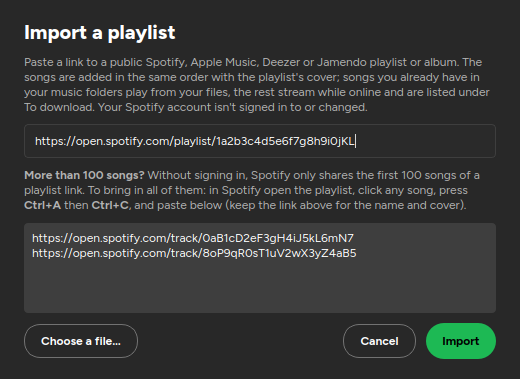 Import a playlist
Paste a link to a public Spotify, Apple Music, Deezer or Jamendo playlist or album. The
songs are added in the same order with the playlist's cover; songs you already have in
your music folders play from your files, the rest stream while online and are listed under
To download. Your Spotify account isn't signed in to or changed.
https://open.spotify.com/playlist/1a2b3c4d5e6f7g8h9i0jKL
More than 100 songs? Without signing in, Spotify only shares the first 100 songs of a
playlist link. To bring in all of them: in Spotify open the playlist, click any song, press
Ctrl+A then Ctrl+C, and paste below (keep the link above for the name and cover).
https://open.spotify.com/track/0aB1cD2eF3gH4iJ5kL6mN7
https://open.spotify.com/track/8oP9qR0sT1uV2wX3yZ4aB5
Choose a file...
Cancel
Import